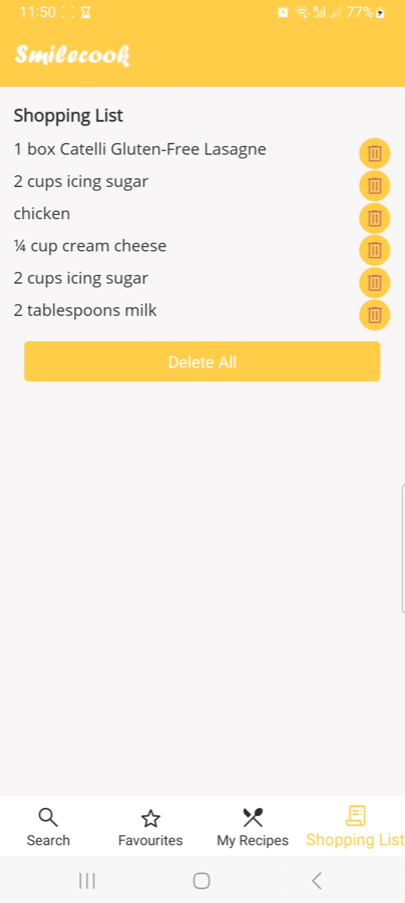 11:50
77%
Smilecook
Shopping List
1 box Catelli Gluten-Free Lasagne
2 cups icing sugar
chicken
¼ cup cream cheese
2 cups icing sugar
2 tablespoons milk
Delete All
Search Favourites My Recipes Shopping List